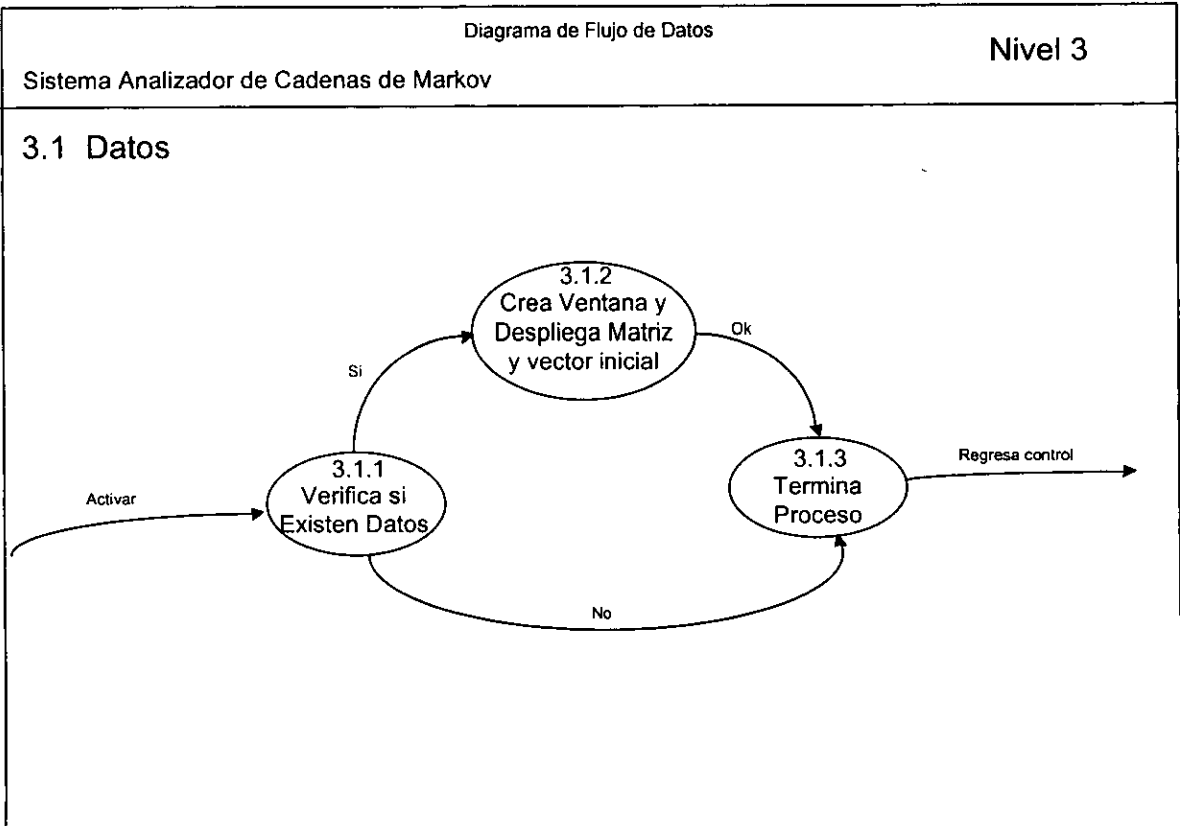 Diagrama de Flujo de Datos
Nivel 3
Sistema Analizador de Cadenas de Markov
3.1 Datos
3.1.2
Crea Ventana y
Despliega Matriz
y vector inicial
Ok
Si
3.1.1
Verifica si
Existen Datos
Activar
3.1.3
Termina
Proceso
Regresa control
No